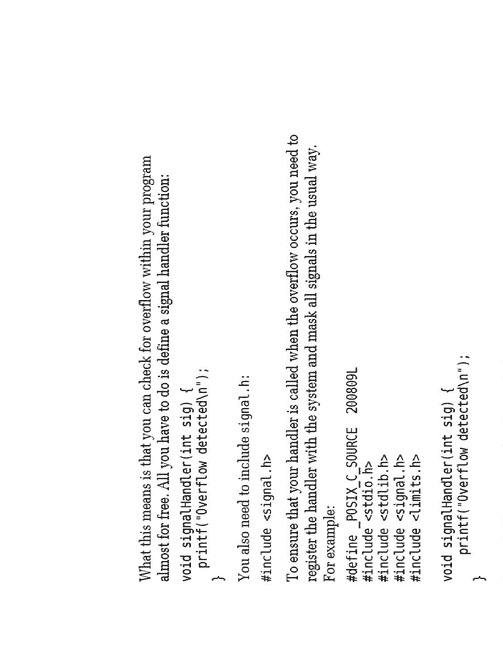 What this means is that you can check for overflow within your program
almost for free. All you have to do is define a signal handler function:
void signalHandler(int sig) {
  printf("Overflow detected\n");
}
You also need to include signal.h:
#include <signal.h>
To ensure that your handler is called when the overflow occurs, you need to
register the handler with the system and mask all signals in the usual way.
For example:
#define _POSIX_C_SOURCE  200809L
#include <stdio.h>
#include <stdlib.h>
#include <signal.h>
#include <limits.h>
void signalHandler(int sig) {
  printf("Overflow detected\n");
}